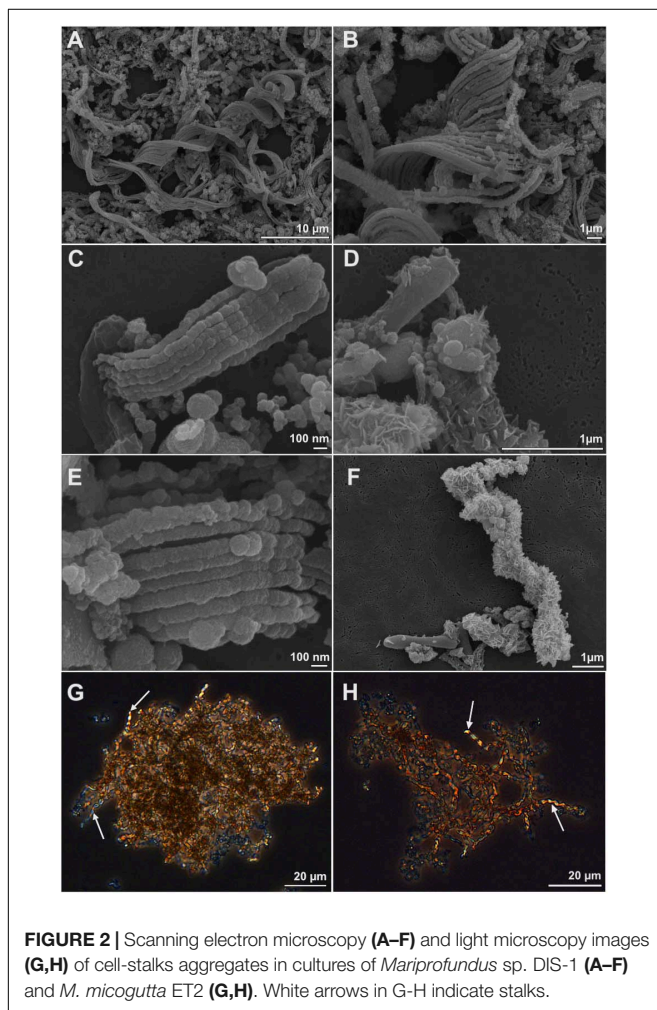 A
B
10 µm
1µm
C
D
100 nm
1µm
E
F
100 nm
1µm
G
H
20 µm
20 µm
FIGURE 2 | Scanning electron microscopy (A–F) and light microscopy images
(G,H) of cell-stalks aggregates in cultures of Mariprofundus sp. DIS-1 (A–F)
and M. micogutta ET2 (G,H). White arrows in G-H indicate stalks.